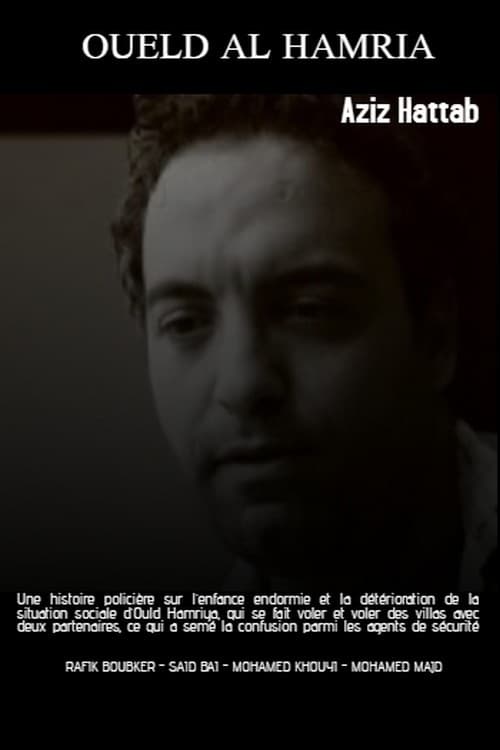 OUELD AL HAMRIA
Aziz Hattab
Une histoire policière sur l'enfance endormie et la détérioration de la
situation sociale d'Ould Hamriya, qui se fait voler et voler des villas avec
deux partenaires, ce qui a semé la confusion parmi les agents de sécurité
RAFIK BOUBKER - SAID BAI - MOHAMED KHOUYI - MOHAMED MAJD